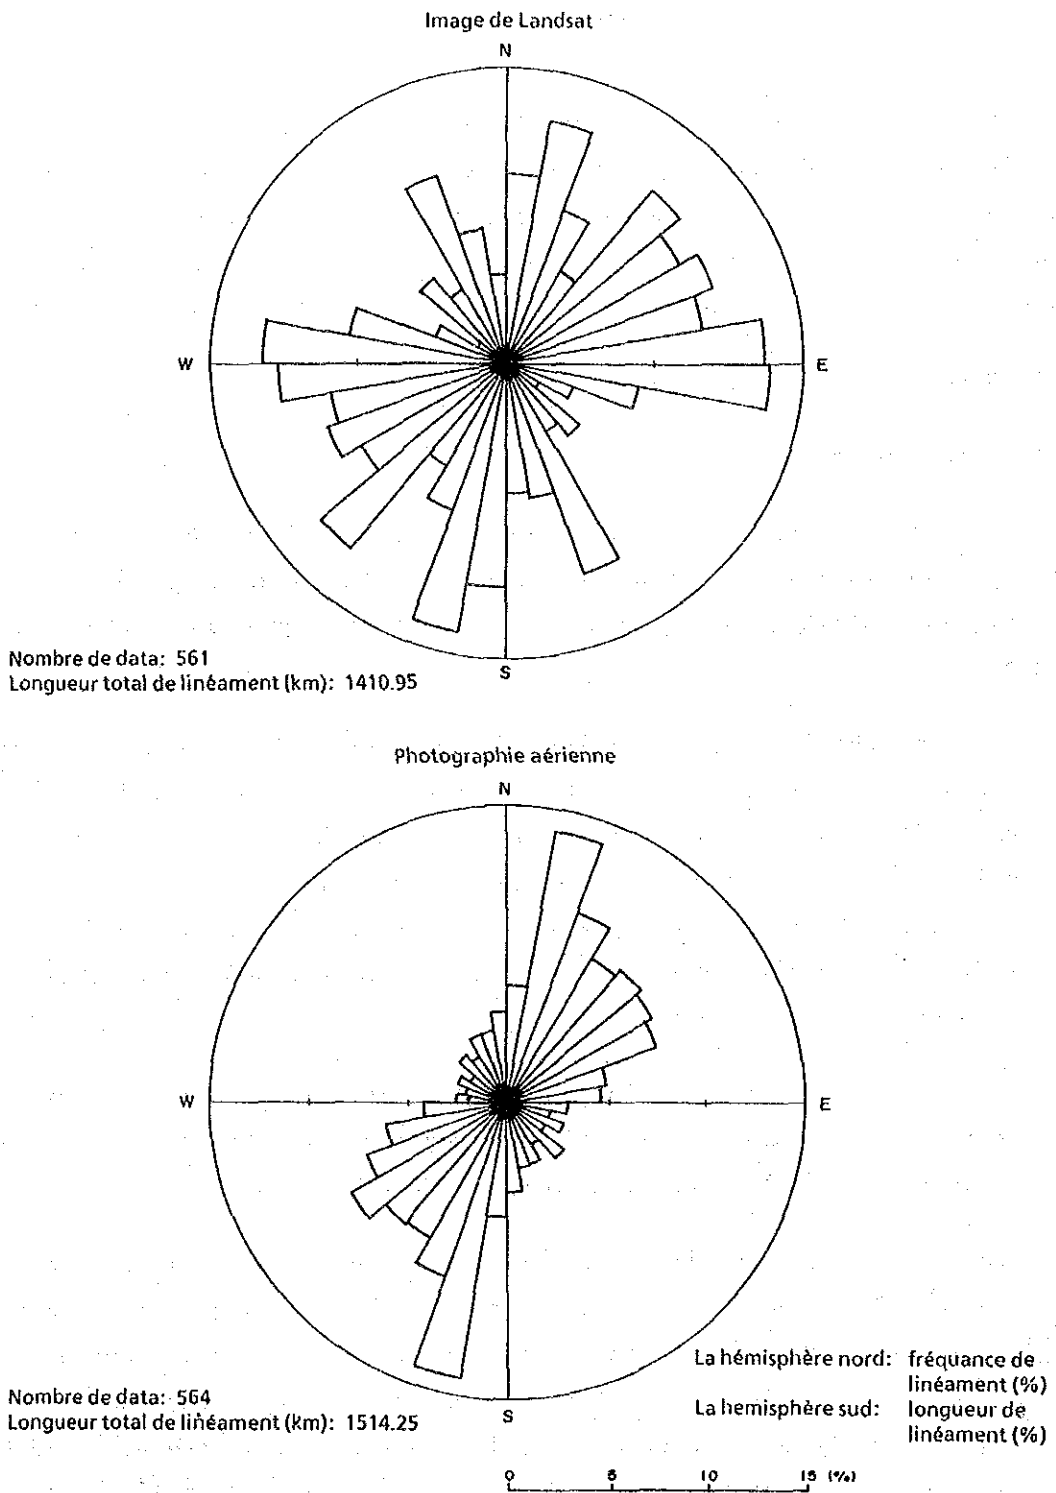 Image de Landsat
N
W
E
S
Nombre de data: 561
Longueur total de linéament (km): 1410.95
Photographie aérienne
N
W
E
S
La hémisphère nord: fréquance de
linéament (%)
La hemisphère sud: longueur de
linéament (%)
Nombre de data: 564
Longueur total de linéament (km): 1514.25
0 5 10 15 (%)